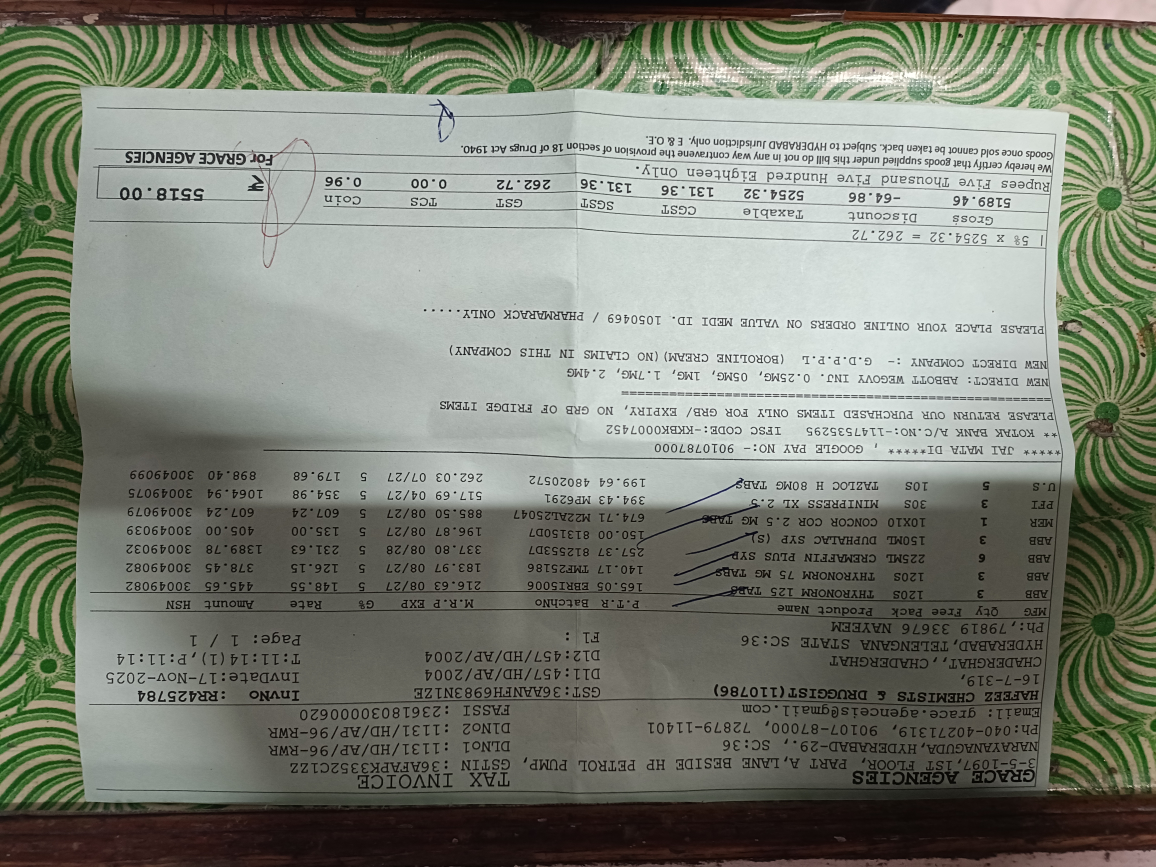 GRACE AGENCIES TAX INVOICE
3-5-1097,1ST FLOOR, PART A,LANE BESIDE HP PETROL PUMP, GSTIN :36AFAPK3352C1ZZ
NARAYANAGUDA,HYDERABAD-29., SC:36 DLNO1 :1131/HD/AP/96-RWR
Ph:040-40271319, 90107-87000, 72879-11401 DLNO2 :1131/HD/AP/96-RWR
Email: grace.agenceis@gmail.com FASSI :23618030000620
HAFEEZ CHEMISTS & DRUGGIST(110786) GST:36AANFH6983N1ZE InvNo :RR425784
16-7-319, D11:457/HD/AP/2004 InvDate:17-Nov-2025
CHADERGHAT,, CHADERGHAT D12:457/HD/AP/2004 T:11:14(1),P:11:14
HYDERABAD,TELENGANA STATE SC:36 Fl : Page: 1 / 1
Ph:,79819 33676 NAYEEM
MFG Qty Free Pack Product Name P.T.R BatchNo M.R.P EXP G% Rate Amount HSN
ABB 3 120S THYRONORM 125 TABS 165.05 EBR15006 216.63 08/27 5 148.55 445.65 30049082
ABB 3 120S THYRONORM 75 MG TABS 140.17 TMF25186 183.97 08/27 5 126.15 378.45 30049082
ABB 6 225ML CREMAFFIN PLUS SYP 257.37 81255D7 337.80 08/28 5 231.63 1389.78 30049032
ABB 3 150ML DUPHALAC SYP (S) 150.00 81315D7 196.87 08/27 5 135.00 405.00 30049039
MER 1 10X10 CONCOR COR 2.5 MG TABS 674.71 M22AL25047 885.50 08/27 5 607.24 607.24 30049079
PFI 3 30S MINIPRESS XL 2.5 394.43 MP6291 517.69 04/27 5 354.98 1064.94 30049075
U.S 5 10S TAZLOC H 80MG TABS 199.64 48020572 262.03 07/27 5 179.68 898.40 30049099
***** JAI MATA DI***** , GOOGLE PAY NO:- 9010787000
** KOTAK BANK A/C.NO:-1147535295 IFSC CODE:-KKBK0007452
PLEASE RETURN OUR PURCHASED ITEMS ONLY FOR GRB/ EXPIRY, NO GRB OF FRIDGE ITEMS
NEW DIRECT: ABBOTT WEGOVY INJ. 0.25MG, 05MG, 1MG, 1.7MG, 2.4MG
NEW DIRECT COMPANY :- G.D.P.P.L (BOROLINE CREAM)(NO CLAIMS IN THIS COMPANY)
PLEASE PLACE YOUR ONLINE ORDERS ON VALUE MEDI ID. 1050469 / PHARMARACK ONLY.....
| 5% x 5254.32 = 262.72
Gross Discount Taxable CGST SGST GST TCS Coin
5189.46 -64.86 5254.32 131.36 131.36 262.72 0.00 0.96 ₹ 5518.00
Rupees Five Thousand Five Hundred Eighteen Only.
We hereby certify that goods supplied under this bill do not in any way contravene the provision of section 18 of Drugs Act 1940. For GRACE AGENCIES
Goods once sold cannot be taken back. Subject to HYDERABAD Jurisdiction only. E & O.E.